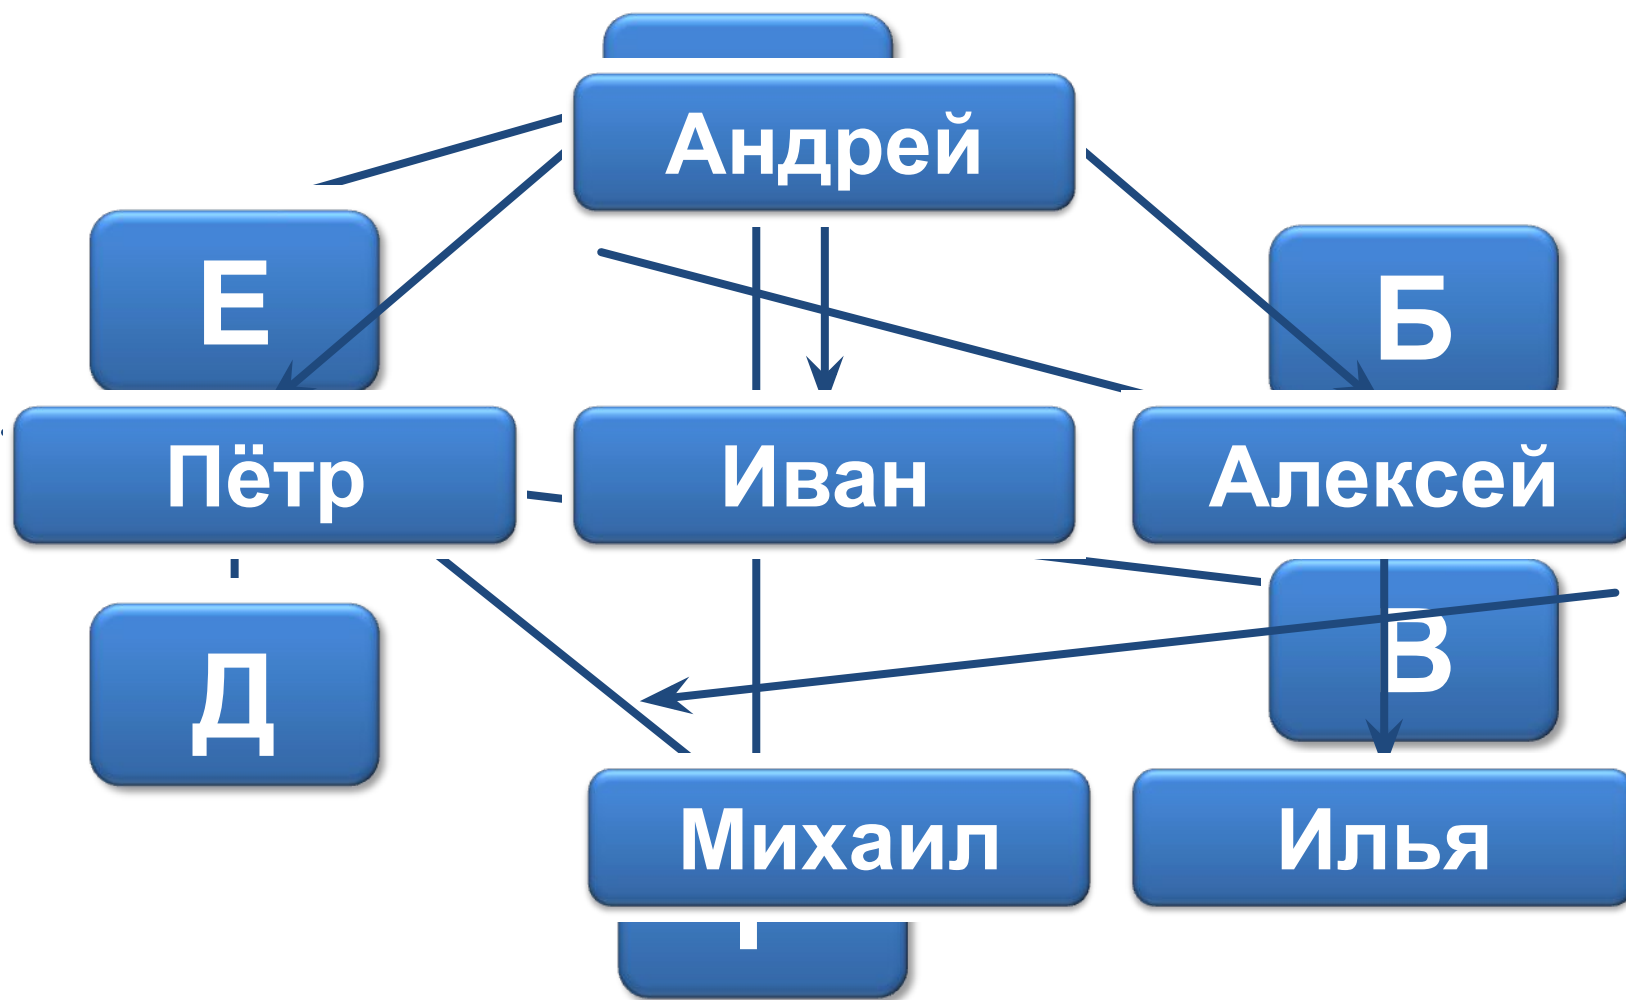 Андрей
Е
Б
Пётр
Иван
Алексей
Д
В
Михаил
Илья